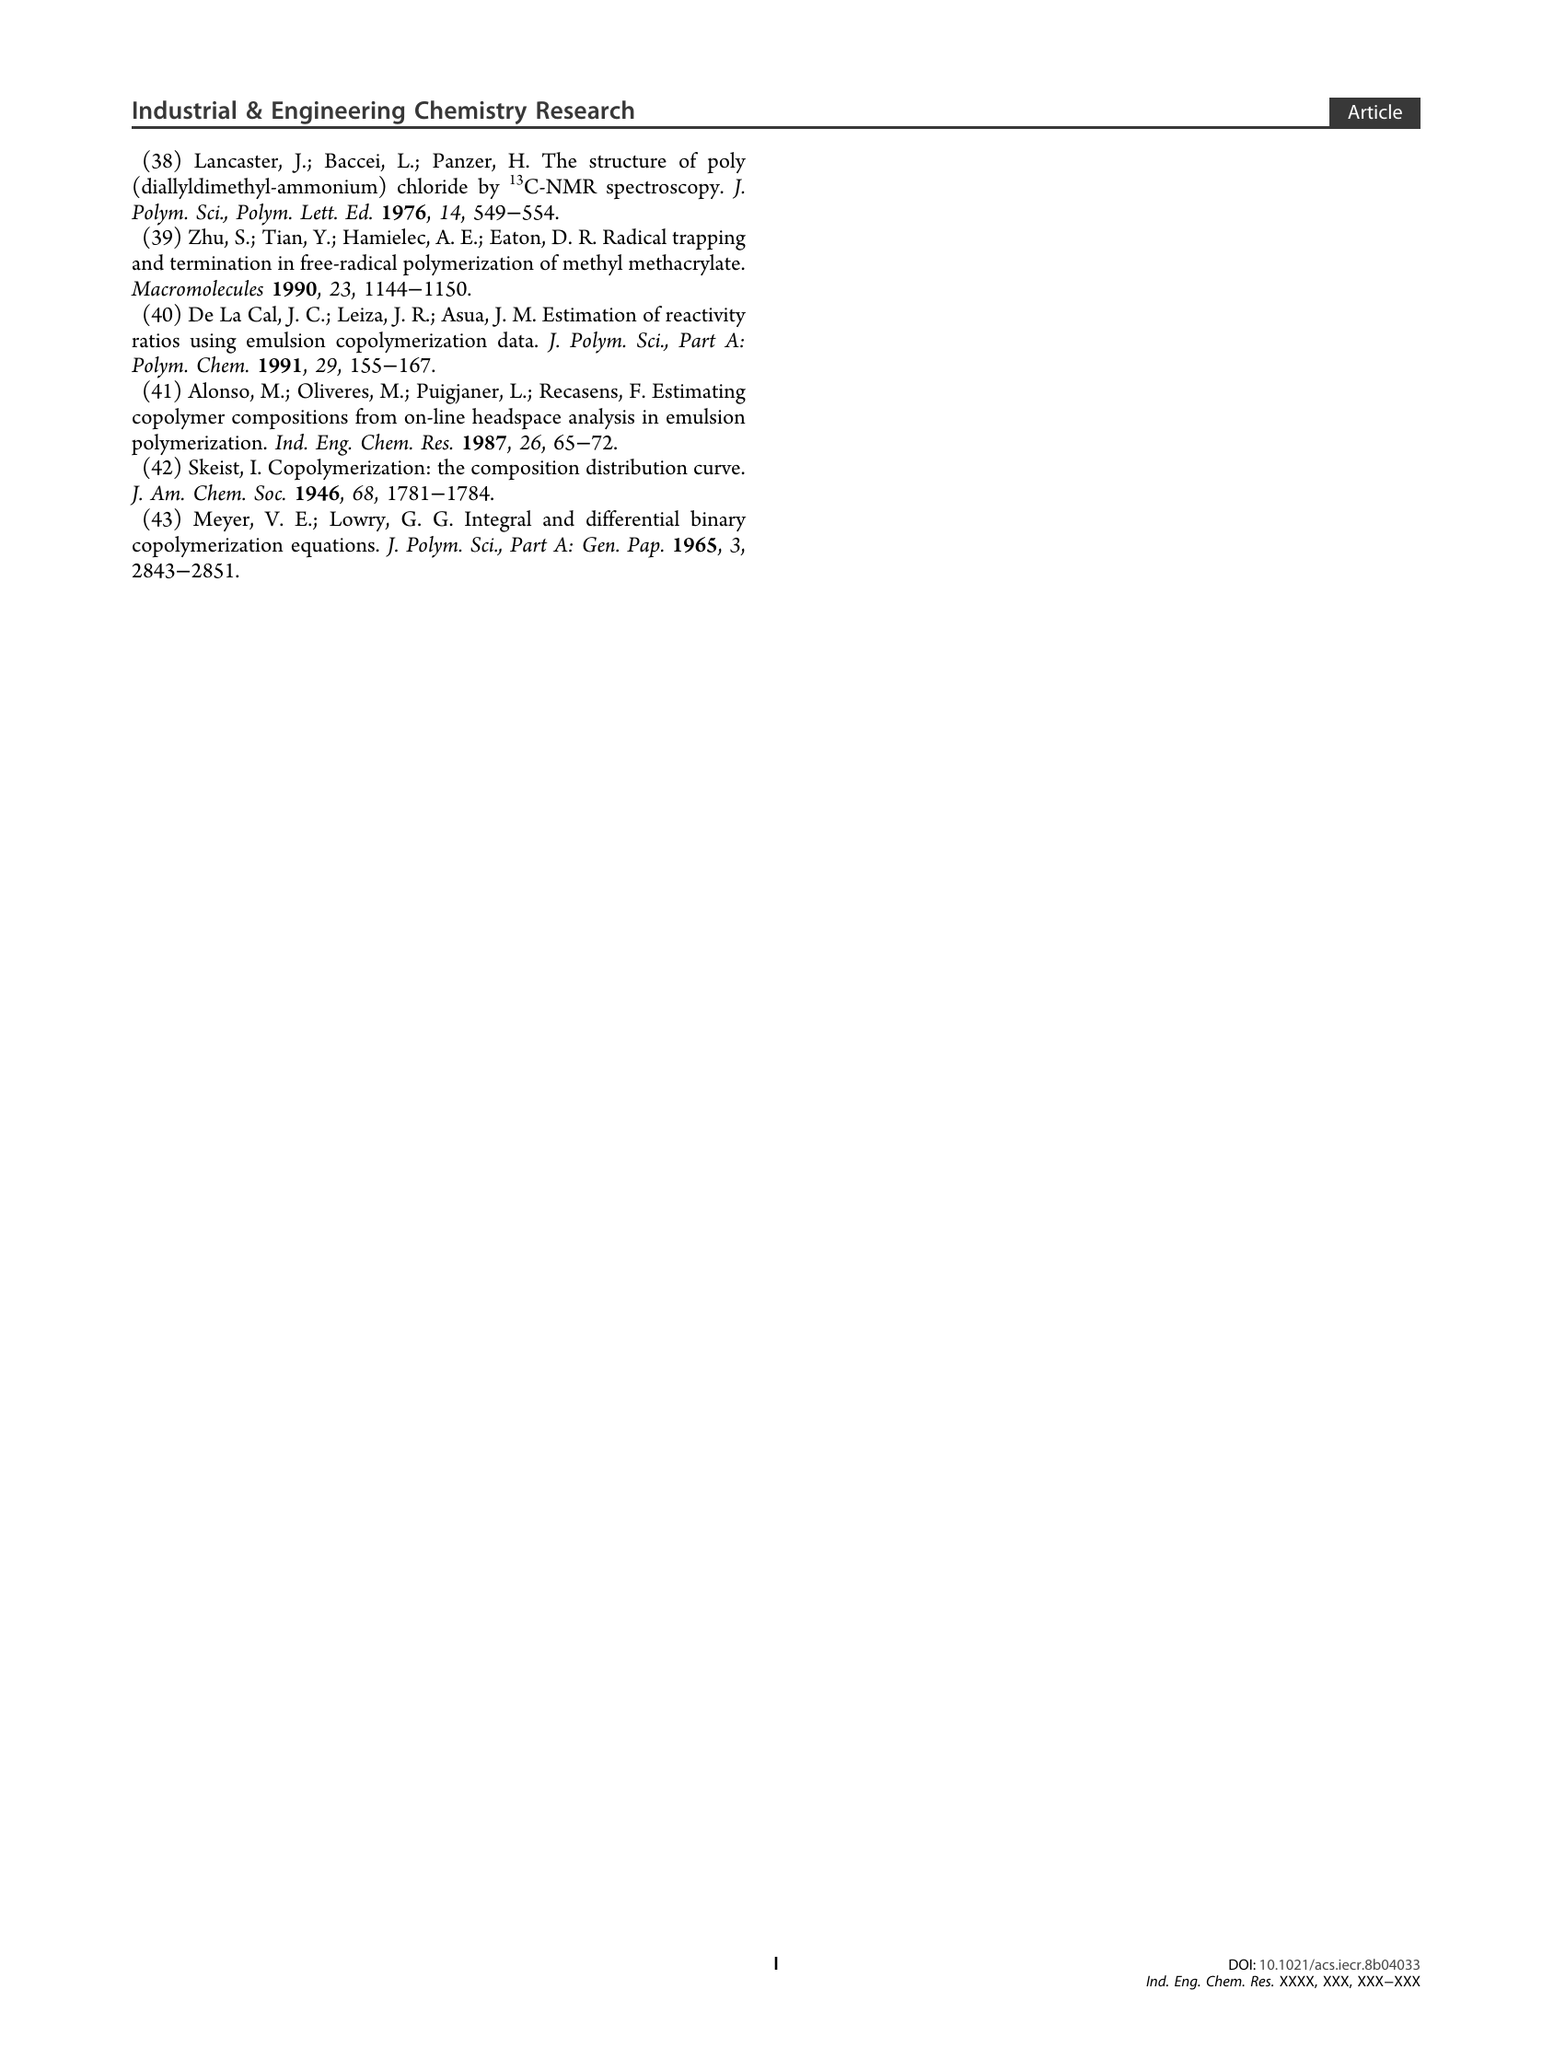 Industrial & Engineering Chemistry Research
Article
(38) Lancaster, J.; Baccei, L.; Panzer, H. The structure of poly
(diallyldimethyl-ammonium) chloride by ¹³C-NMR spectroscopy. J.
Polym. Sci., Polym. Lett. Ed. 1976, 14, 549−554.
(39) Zhu, S.; Tian, Y.; Hamielec, A. E.; Eaton, D. R. Radical trapping
and termination in free-radical polymerization of methyl methacrylate.
Macromolecules 1990, 23, 1144−1150.
(40) De La Cal, J. C.; Leiza, J. R.; Asua, J. M. Estimation of reactivity
ratios using emulsion copolymerization data. J. Polym. Sci., Part A:
Polym. Chem. 1991, 29, 155−167.
(41) Alonso, M.; Oliveres, M.; Puigjaner, L.; Recasens, F. Estimating
copolymer compositions from on-line headspace analysis in emulsion
polymerization. Ind. Eng. Chem. Res. 1987, 26, 65−72.
(42) Skeist, I. Copolymerization: the composition distribution curve.
J. Am. Chem. Soc. 1946, 68, 1781−1784.
(43) Meyer, V. E.; Lowry, G. G. Integral and differential binary
copolymerization equations. J. Polym. Sci., Part A: Gen. Pap. 1965, 3,
2843−2851.
I
DOI: 10.1021/acs.iecr.8b04033
Ind. Eng. Chem. Res. XXXX, XXX, XXX−XXX